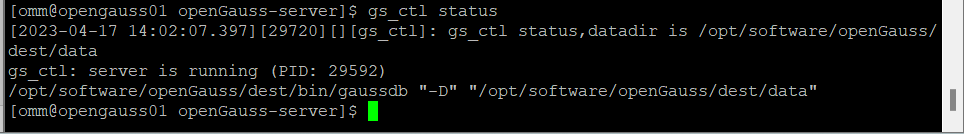 [omm@opengauss01 openGauss-server]$ gs_ctl status
[2023-04-17 14:02:07.397][29720][][gs_ctl]: gs_ctl status,datadir is /opt/software/openGauss/
dest/data
gs_ctl: server is running (PID: 29592)
/opt/software/openGauss/dest/bin/gaussdb "-D" "/opt/software/openGauss/dest/data"
[omm@opengauss01 openGauss-server]$